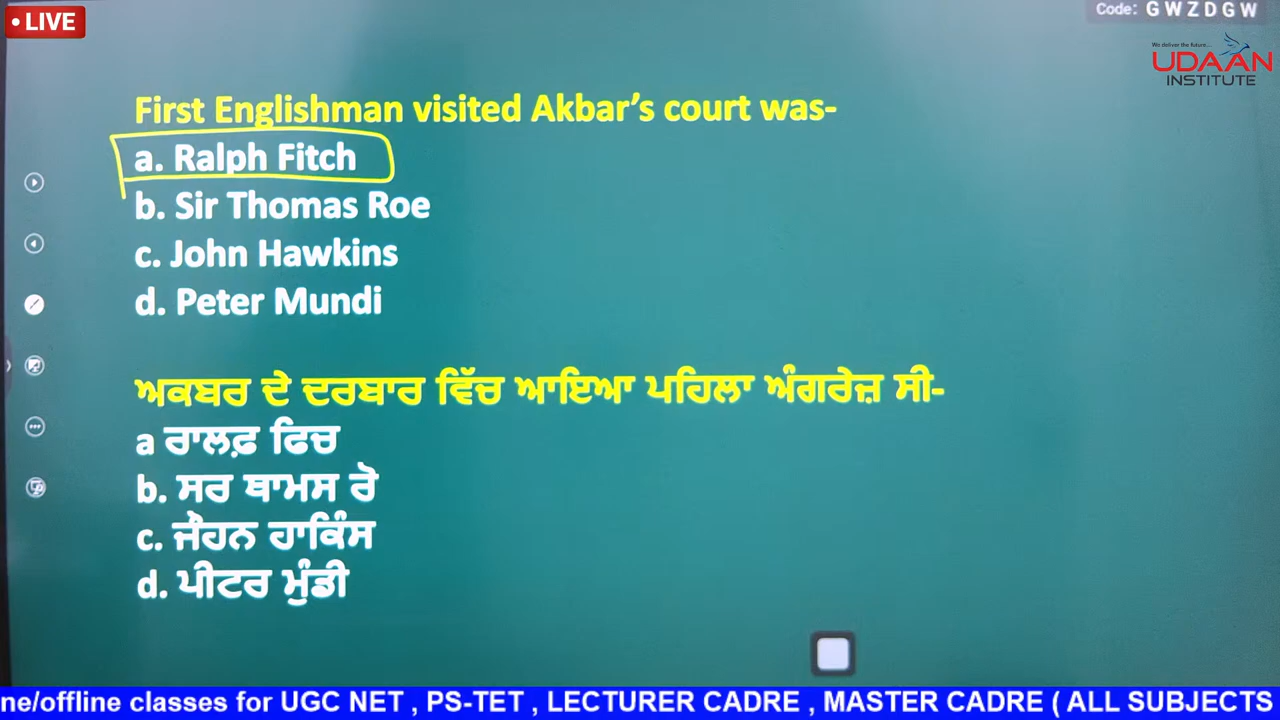 • LIVE
Code: G W Z D G W
We deliver the future...
UDAAN
INSTITUTE
First Englishman visited Akbar’s court was-
a. Ralph Fitch
b. Sir Thomas Roe
c. John Hawkins
d. Peter Mundi
ਅਕਬਰ ਦੇ ਦਰਬਾਰ ਵਿੱਚ ਆਇਆ ਪਹਿਲਾ ਅੰਗਰੇਜ਼ ਸੀ-
a ਰਾਲਫ਼ ਫਿਚ
b. ਸਰ ਥਾਮਸ ਰੋ
c. ਜੌਹਨ ਹਾਕਿੰਸ
d. ਪੀਟਰ ਮੁੰਡੀ
ne/offline classes for UGC NET , PS-TET , LECTURER CADRE , MASTER CADRE ( ALL SUBJECTS